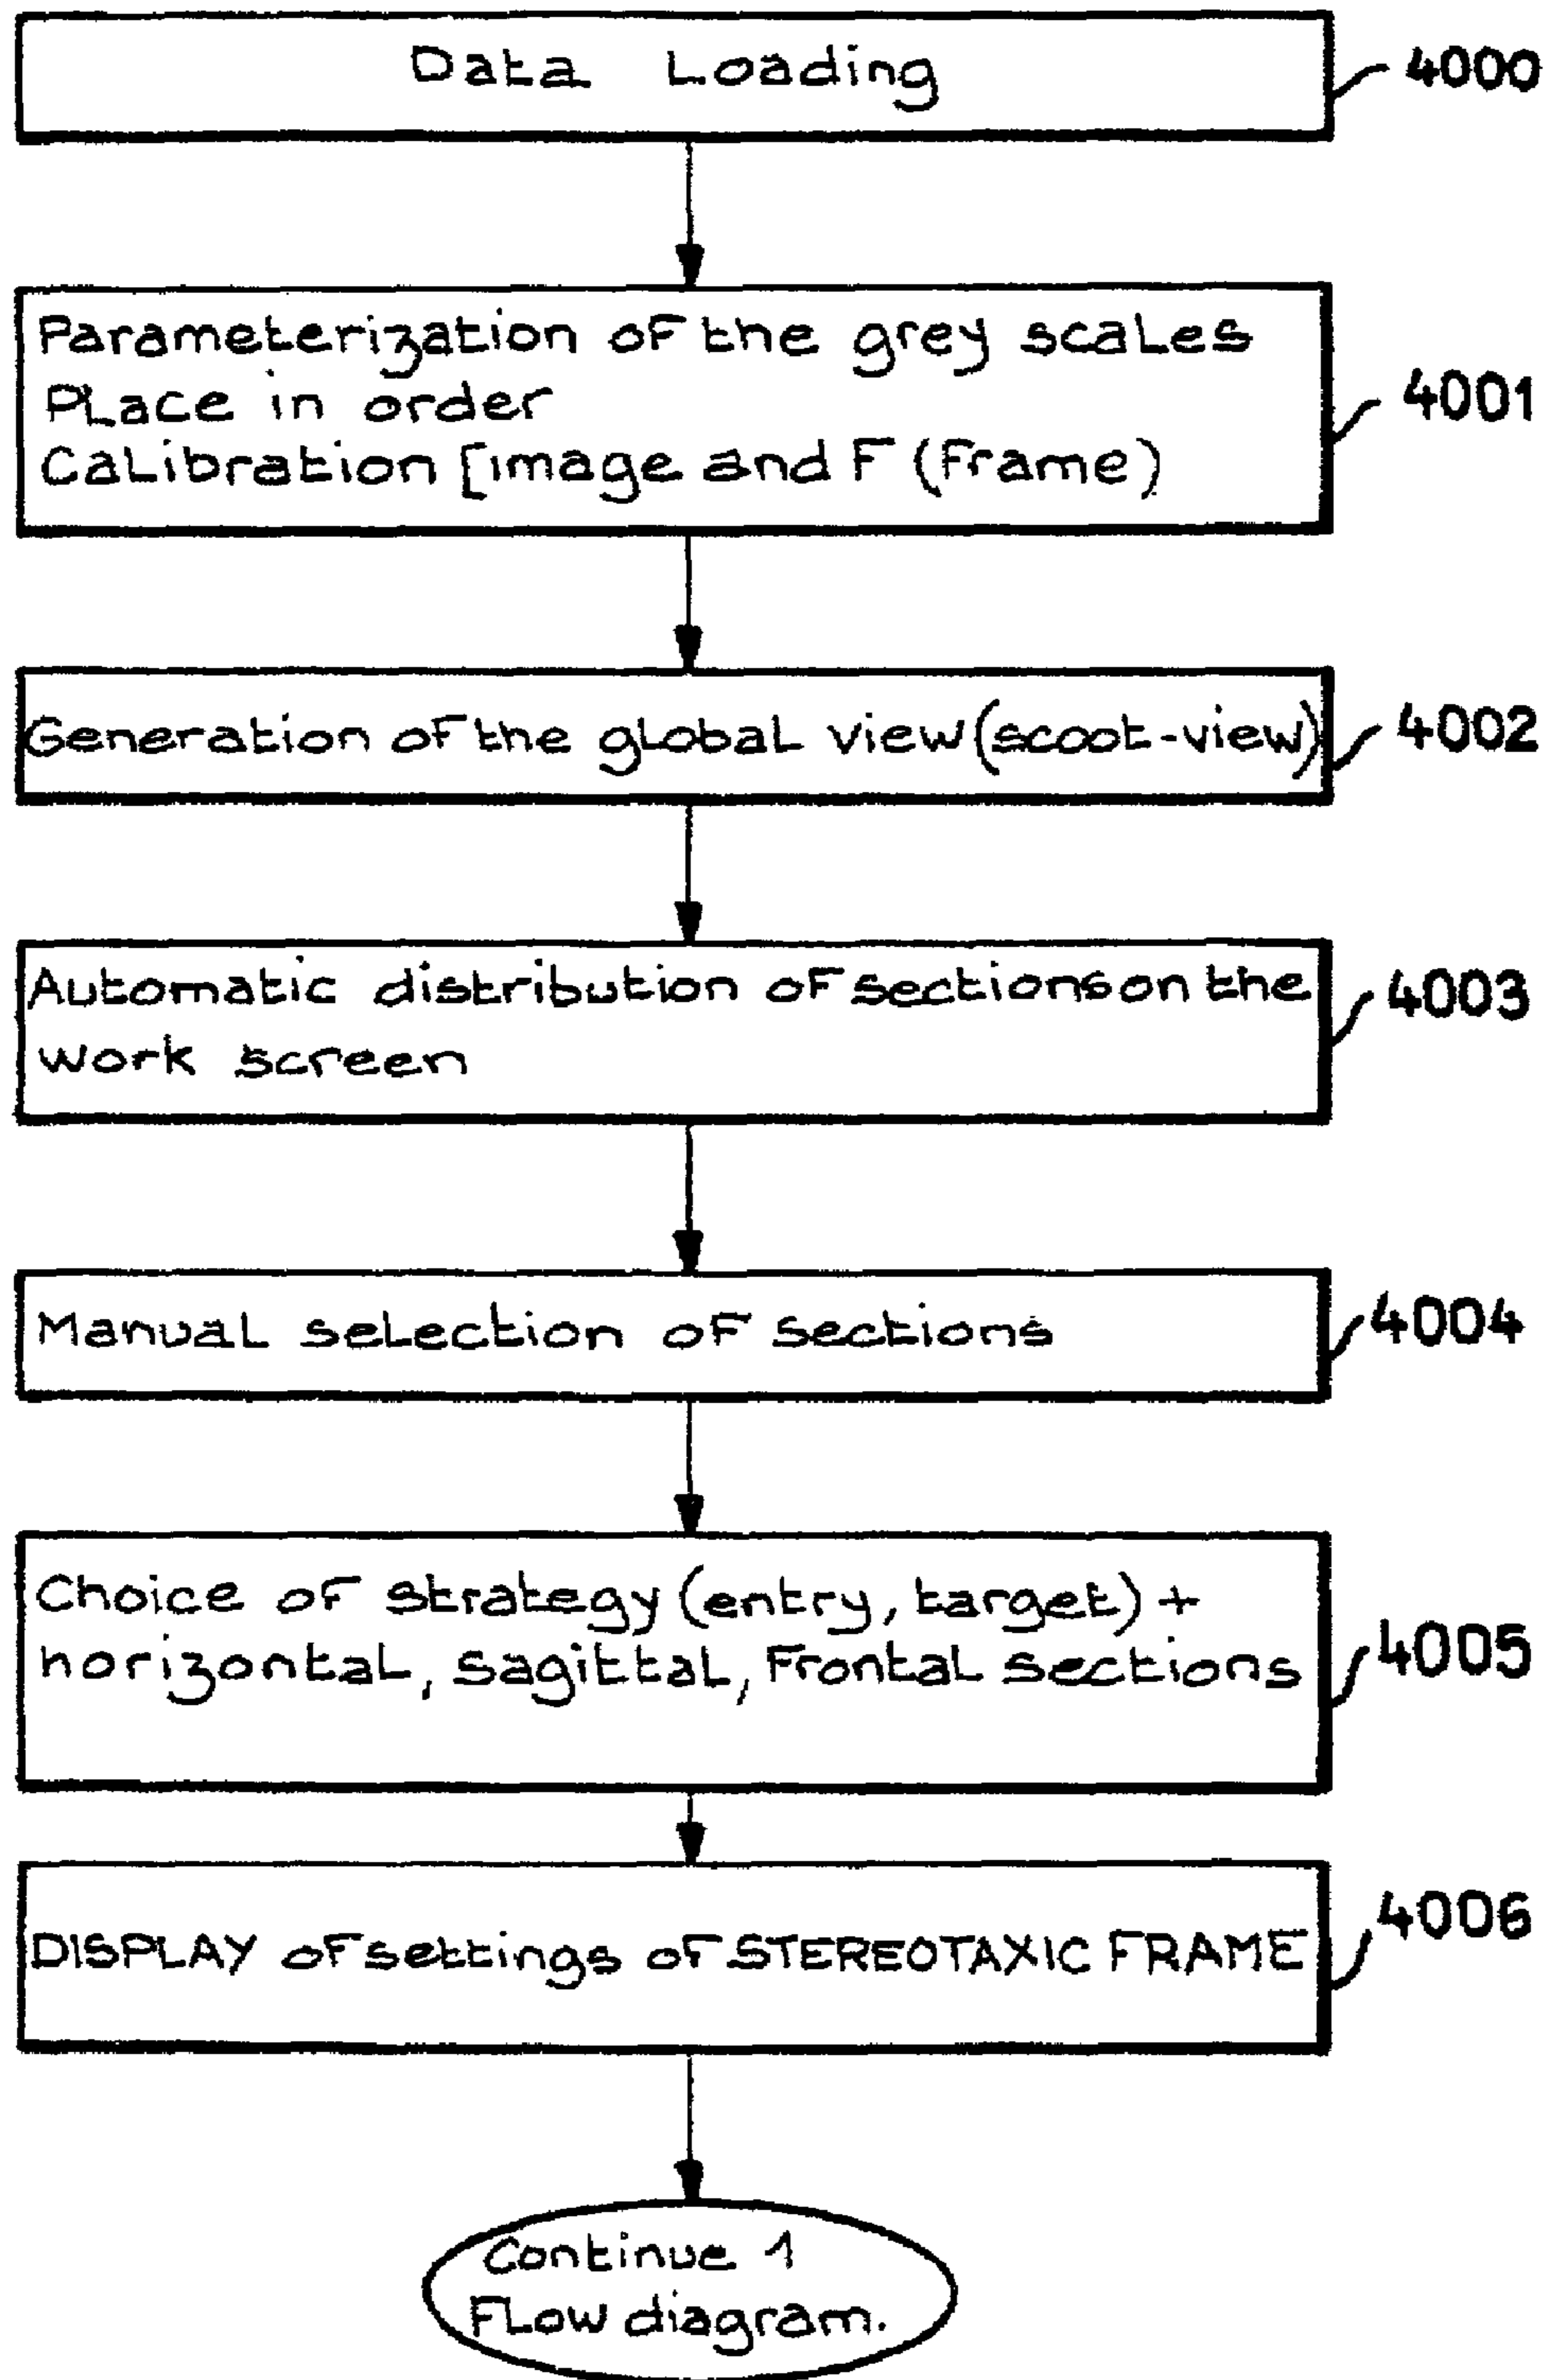 Data Loading
4000
Parameterization of the grey scales
Place in order
4001
Calibration [image and F (Frame)
Generation of the global view (scoot-view)
4002
Automatic distribution of sections on the
4003
work screen
Manual selection of sections
4004
Choice of strategy (entry, target) +
horizontal, sagittal, Frontal sections
4005
DISPLAY of settings of STEREOTAXIC FRAME
4006
Continue 1
Flow diagram.